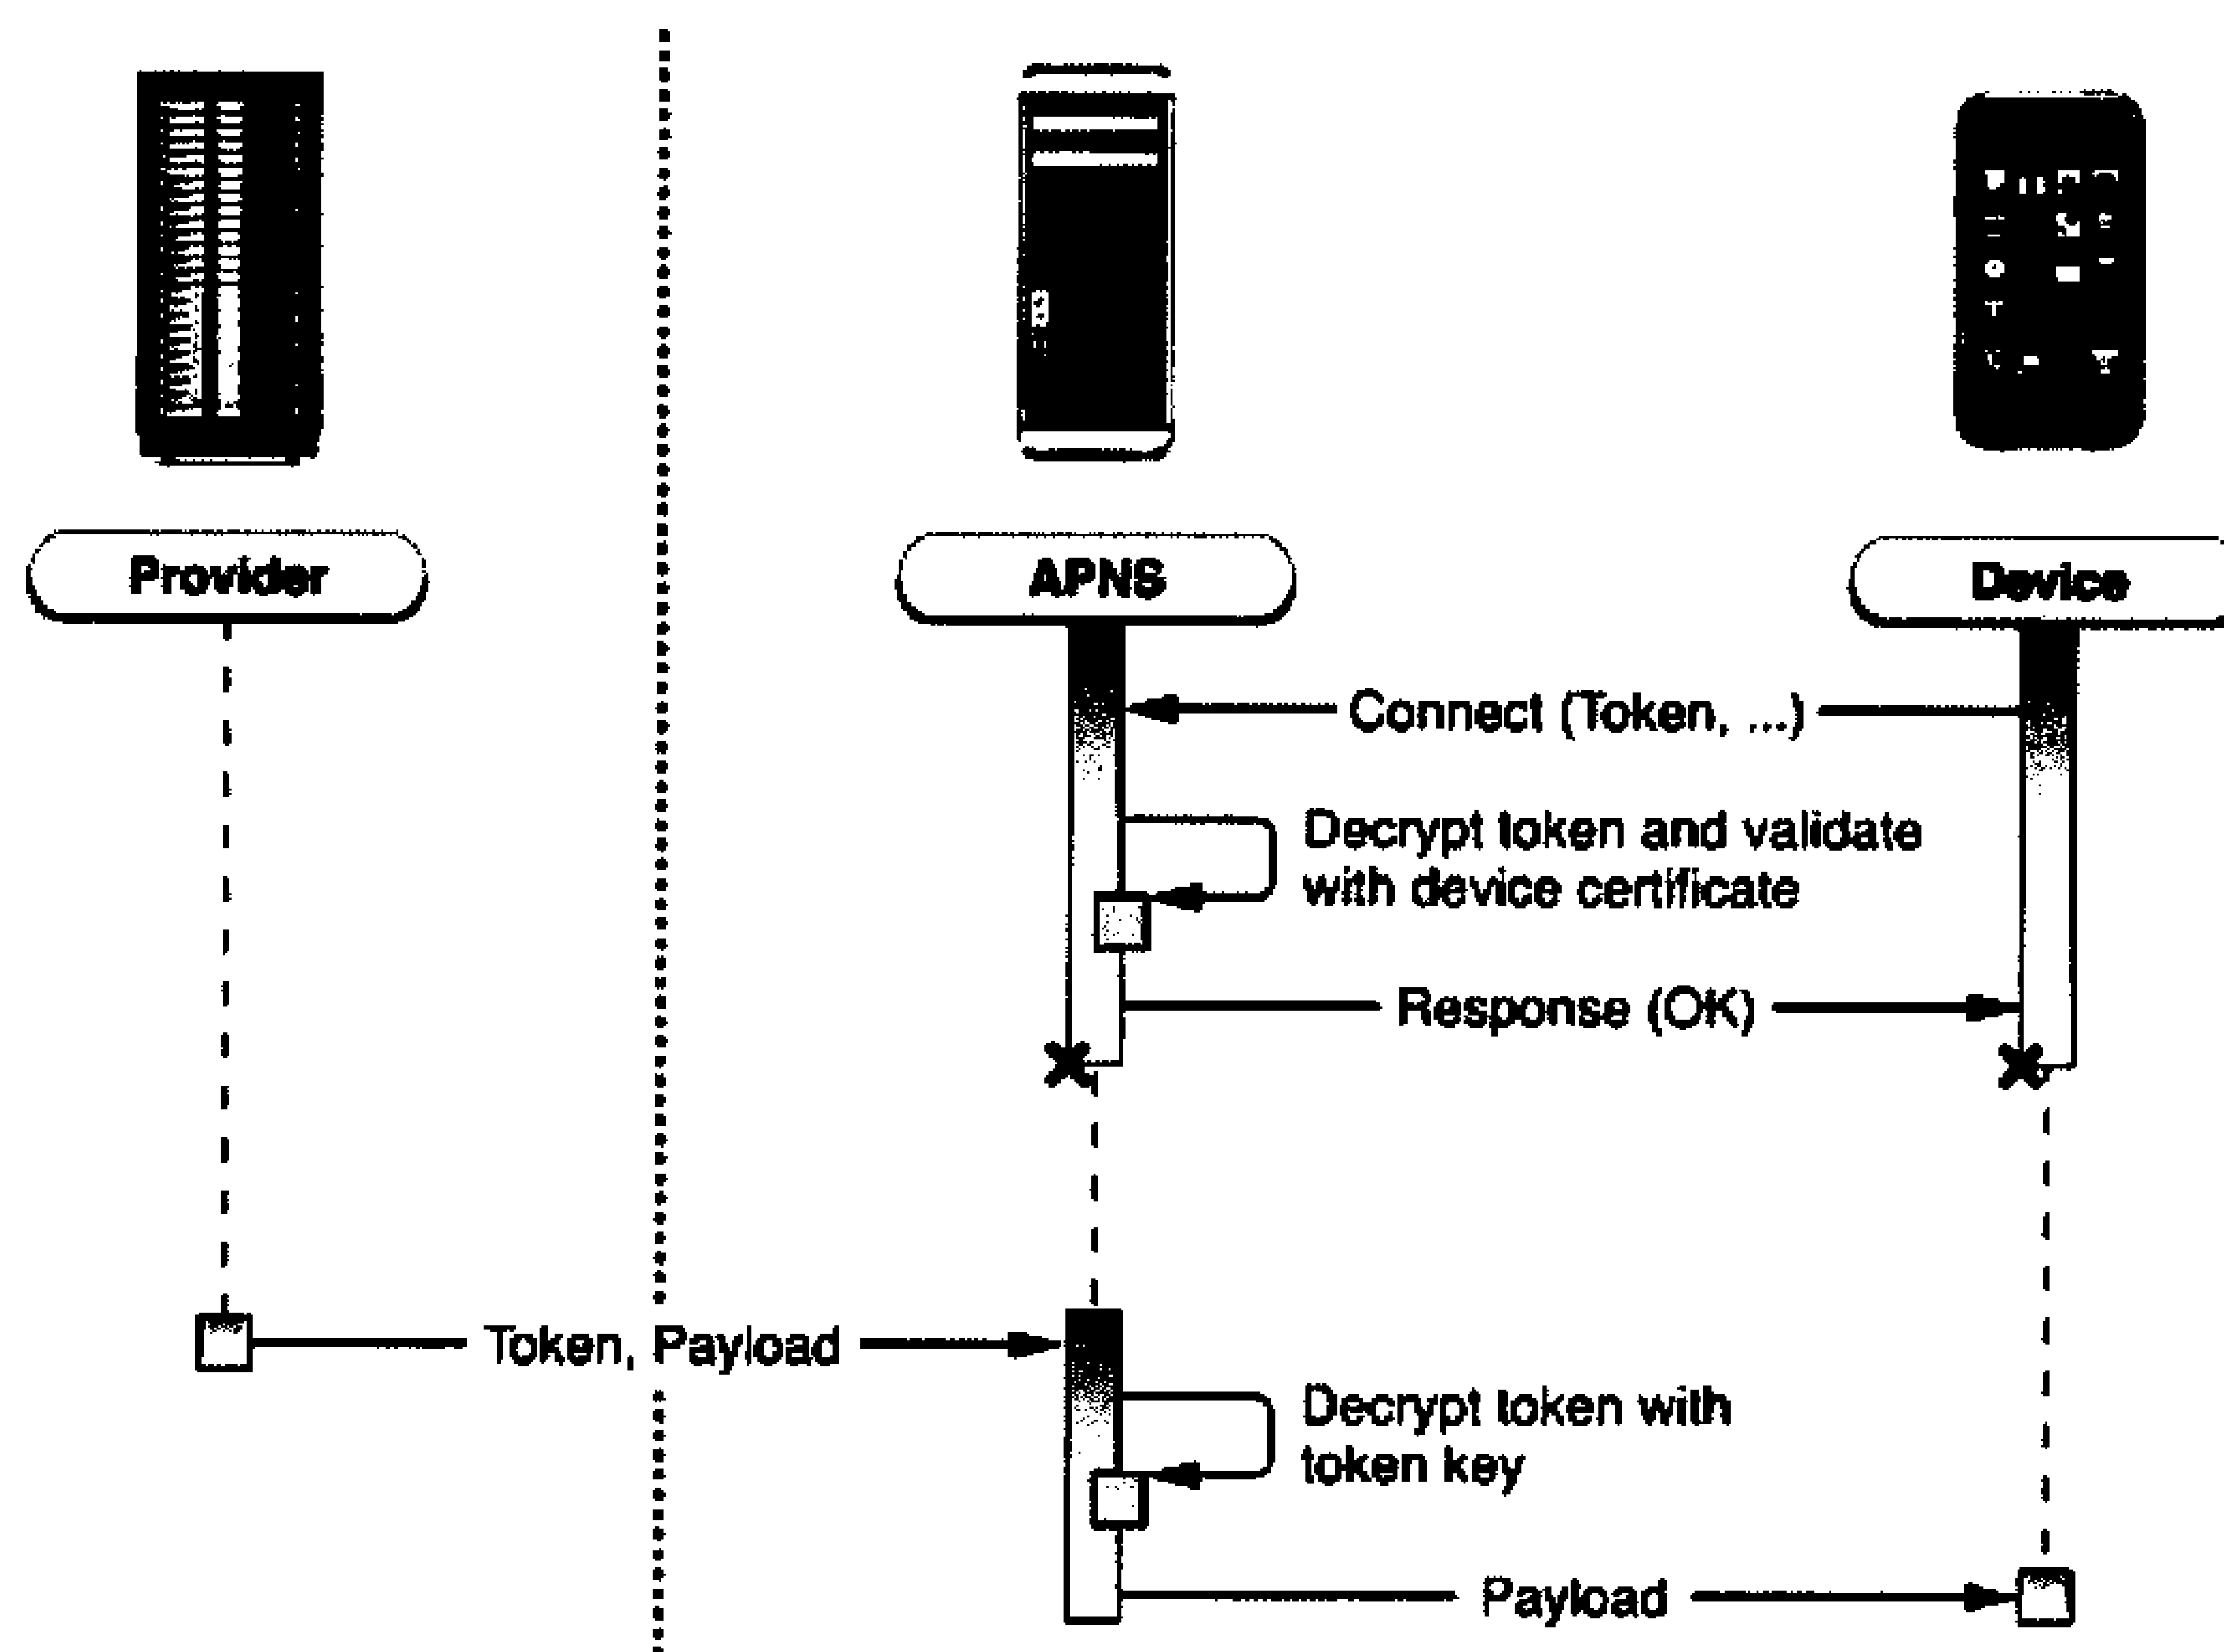 Provider
APNS
Device
Connect (Token, ...)
Decrypt token and validate
with device certificate
Response (OK)
Token, Payload
Decrypt token with
token key
Payload